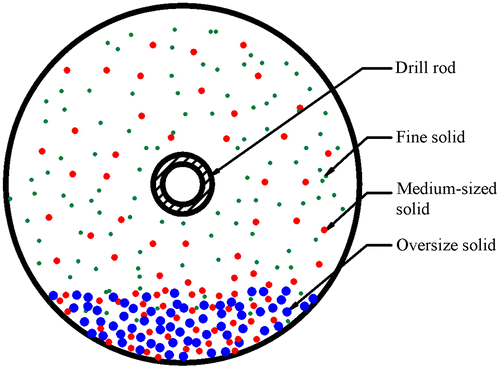 Drill rod
Fine solid
Medium-sized
solid
Oversize solid